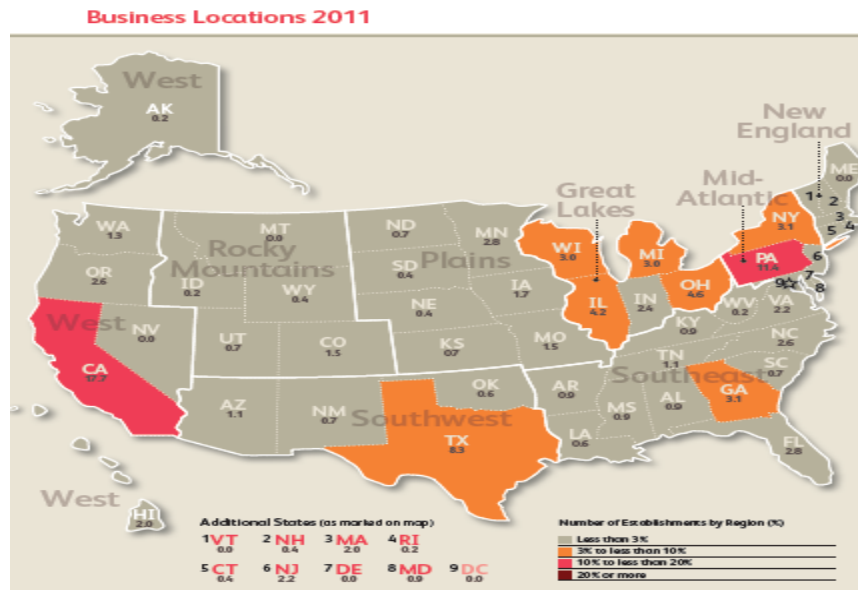 Business Locations 2011
West
AK
0.2
New
England
ME
0.0
Mid-
Atlantic
Great
Lakes
1
2
3
4
5
NY
3.1
WA
1.3
MT
0.0
ND
0.7
MN
2.8
WI
3.0
MI
3.0
PA
11.4
6
7
8
9
OR
2.6
Rocky
Mountains
ID
0.2
WY
0.4
SD
0.4
Plains
IA
1.7
IL
4.2
IN
2.4
OH
4.6
WV
0.2
VA
2.2
West
NV
0.0
UT
0.7
CO
1.5
NE
0.4
KS
0.7
MO
1.5
KY
0.9
NC
2.6
CA
17.7
AZ
1.1
NM
0.7
OK
0.6
AR
0.9
TN
1.1
SC
0.7
Southeast
Southwest
TX
8.3
LA
0.6
MS
0.9
AL
0.9
GA
3.1
FL
2.8
West
HI
2.0
Additional States (as marked on map)
1 VT 2 NH 3 MA 4 RI
0.0 0.4 2.0 0.2
5 CT 6 NJ 7 DE 8 MD 9 DC
0.4 2.2 0.0 0.9 0.0
Number of Establishments by Region (%)
Less than 3%
3% to less than 10%
10% to less than 20%
20% or more